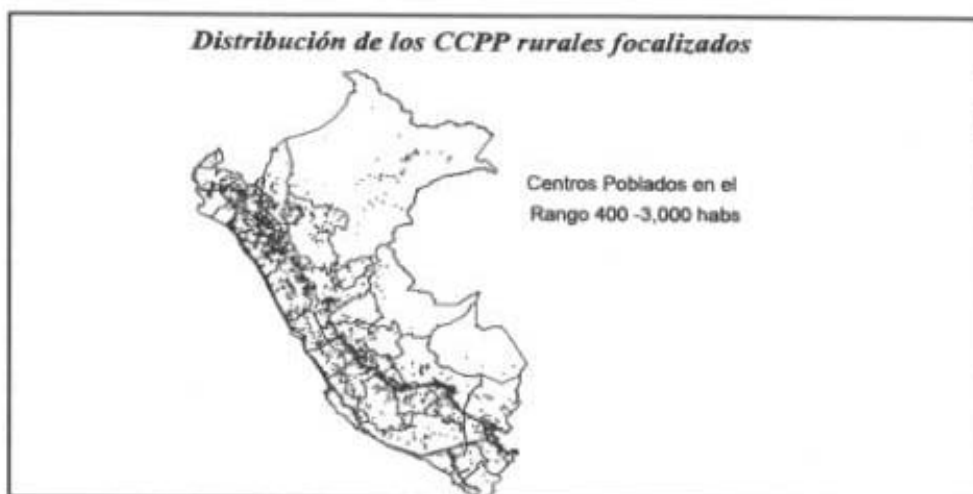 Distribución de los CCPP rurales focalizados
Centros Poblados en el
Rango 400 -3,000 habs